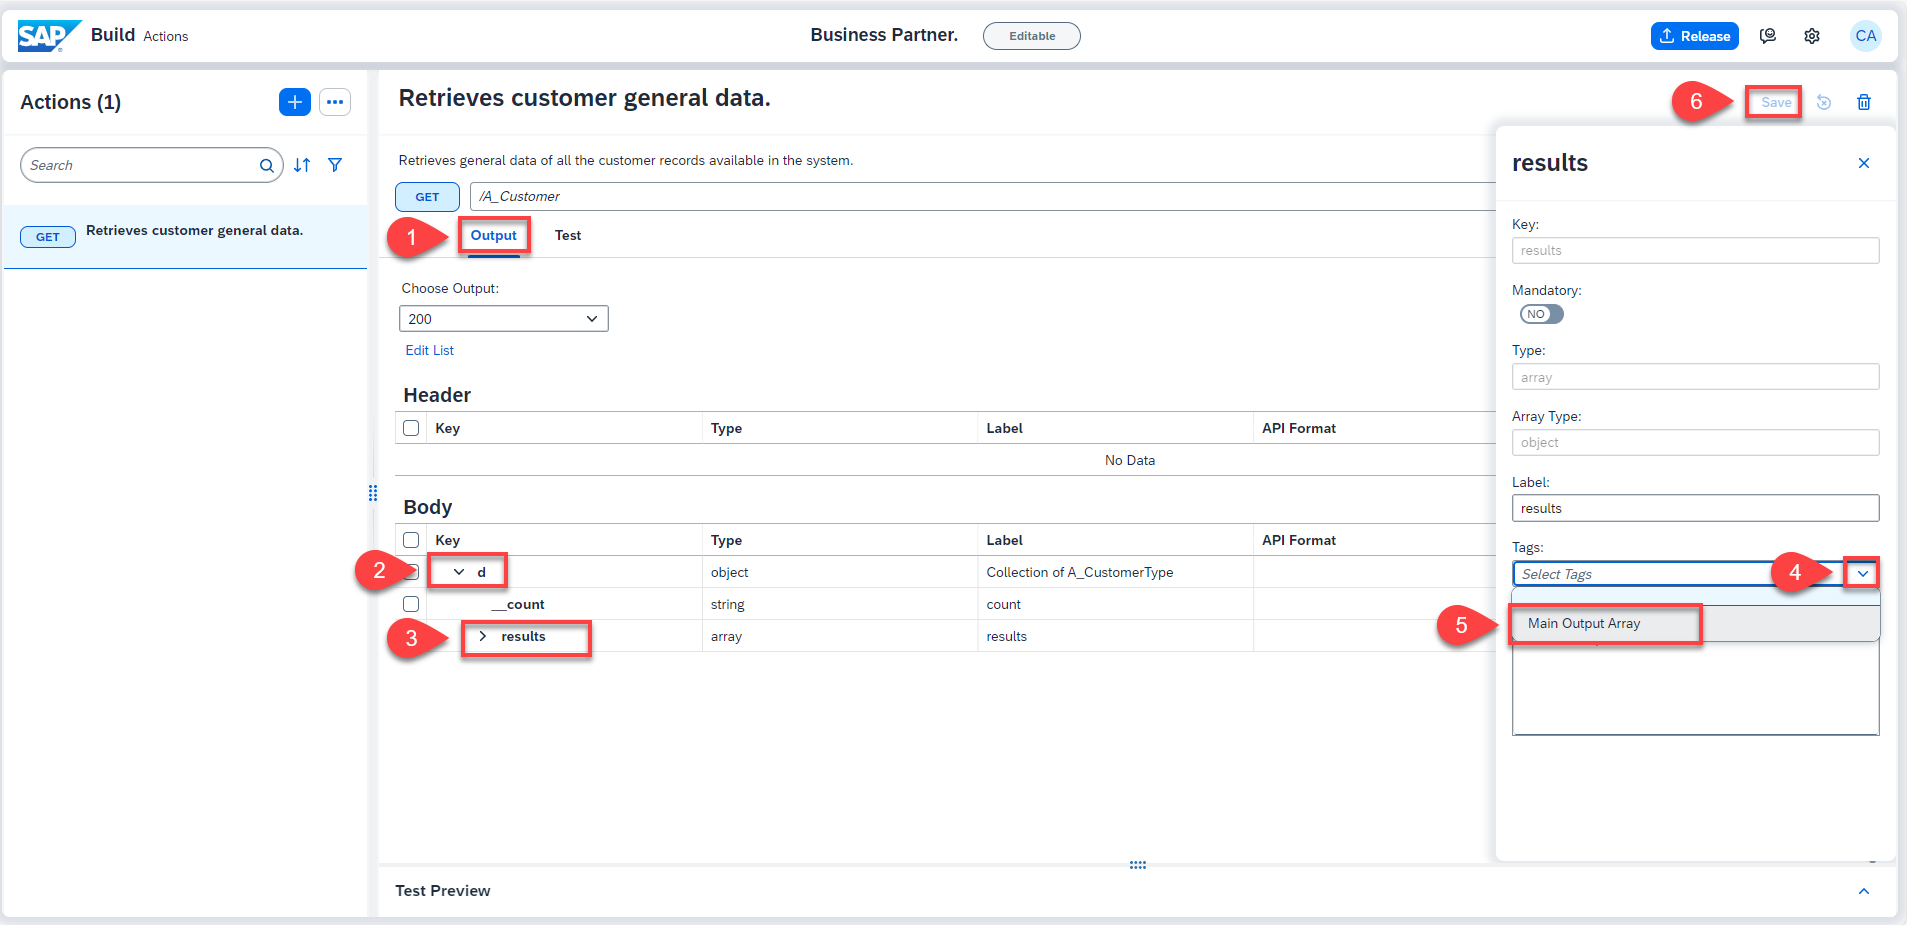 SAP Build Actions
Business Partner.
Editable
Release
CA
Actions (1)
Search
GET
Retrieves customer general data.
Retrieves customer general data.
6
Save
Retrieves general data of all the customer records available in the system.
GET
/A_Customer
1
Output
Test
Choose Output:
200
Edit List
Header
Key Type Label API Format
No Data
Body
Key Type Label API Format
2
d object Collection of A_CustomerType
__count string count
3
results array results
results
Key:
results
Mandatory:
NO
Type:
array
Array Type:
object
Label:
results
Tags:
Select Tags
4
5
Main Output Array
Test Preview